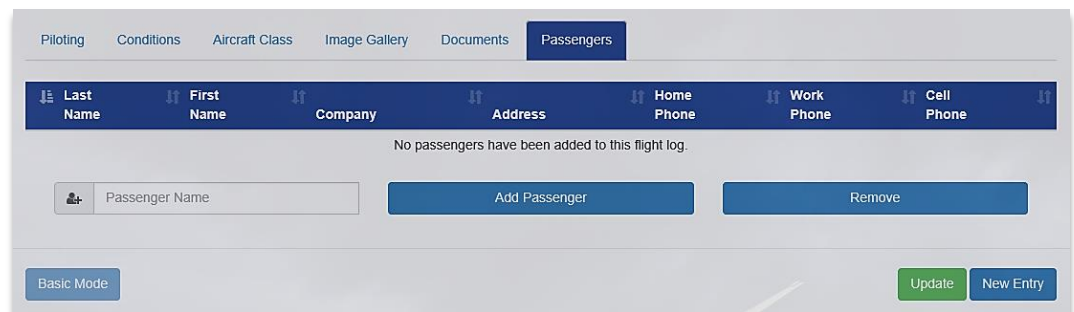 Piloting Conditions Aircraft Class Image Gallery Documents Passengers
Last Name First Name Company Address Home Phone Work Phone Cell Phone
No passengers have been added to this flight log.
Passenger Name Add Passenger Remove
Basic Mode Update New Entry